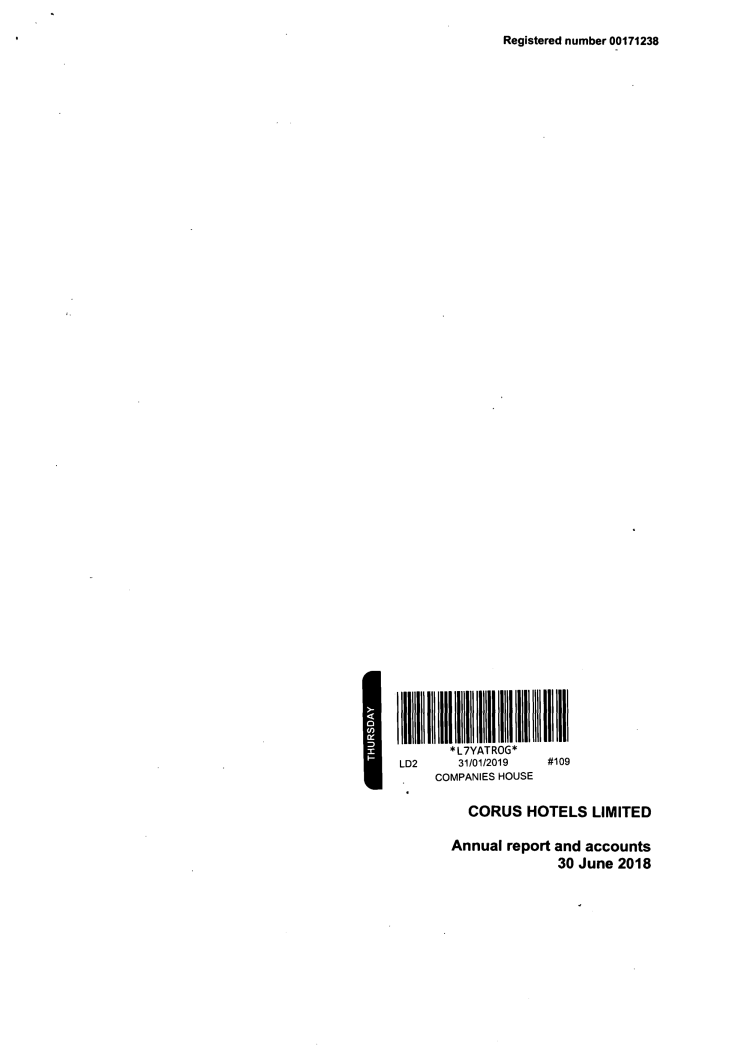 Registered number 00171238
THURSDAY
*L7YATROG*
LD2 31/01/2019 #109
COMPANIES HOUSE
CORUS HOTELS LIMITED
Annual report and accounts
30 June 2018